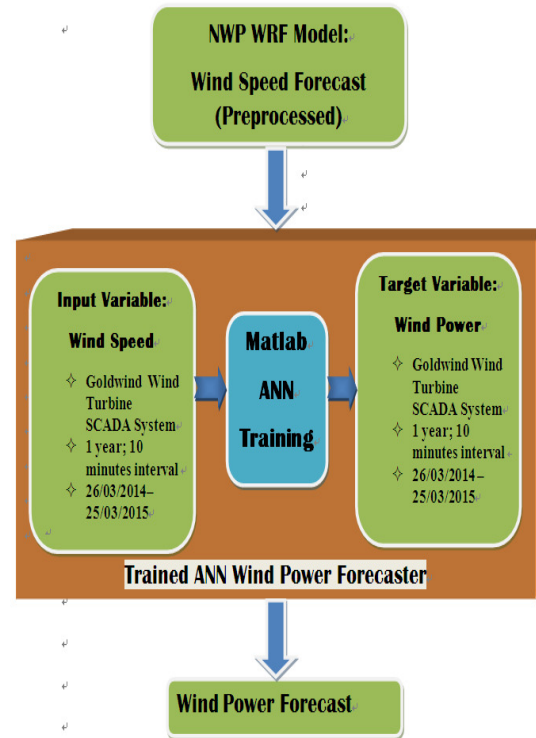 NWP WRF Model:
Wind Speed Forecast
(Preprocessed)
Input Variable:
Wind Speed
✧ Goldwind Wind
Turbine
SCADA System
✧ 1 year; 10
minutes interval
✧ 26/03/2014–
25/03/2015
Matlab
ANN
Training
Target Variable:
Wind Power
✧ Goldwind Wind
Turbine
SCADA System
✧ 1 year; 10
minutes interval
✧ 26/03/2014–
25/03/2015
Trained ANN Wind Power Forecaster
Wind Power Forecast